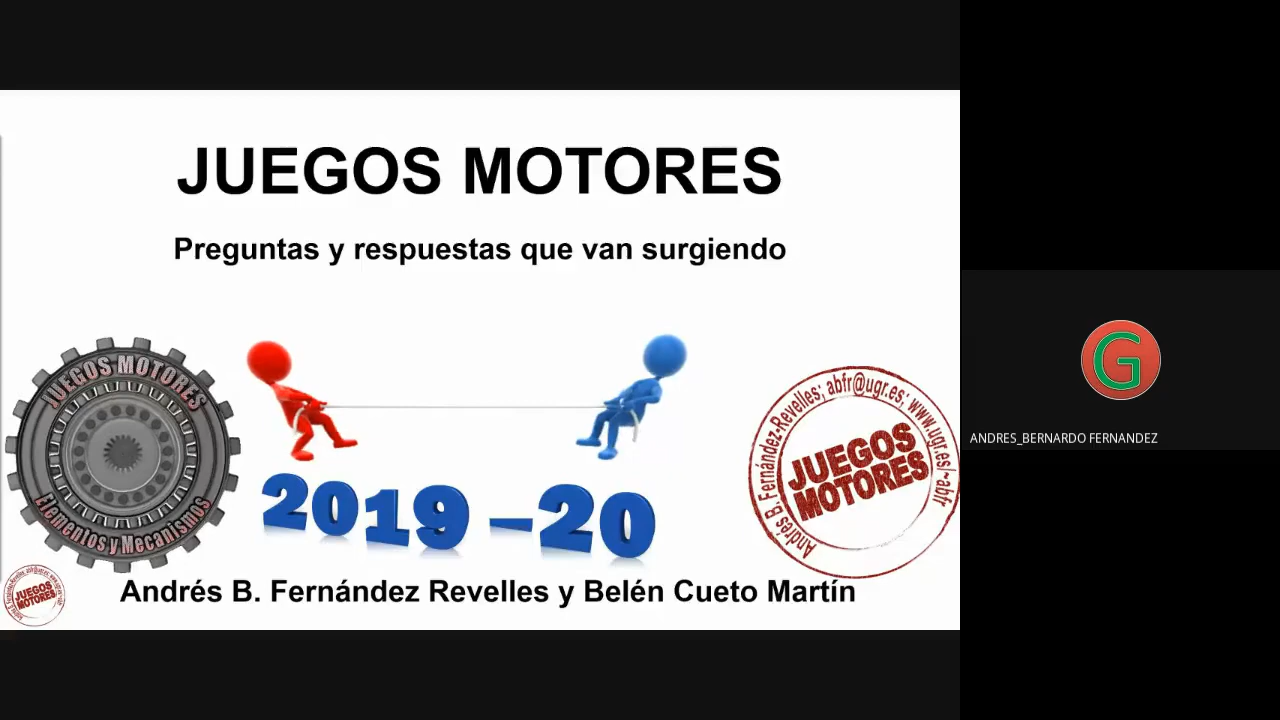 JUEGOS MOTORES
Preguntas y respuestas que van surgiendo
JUEGOS MOTORES
Elementos y Mecanismos
2019 –20
Andrés B. Fernández-Revelles; abfr@ugr.es; www.ugr.es/~abfr
JUEGOS
MOTORES
JUEGOS
MOTORES
Andrés B. Fernández Revelles y Belén Cueto Martín
G
ANDRES_BERNARDO FERNANDEZ